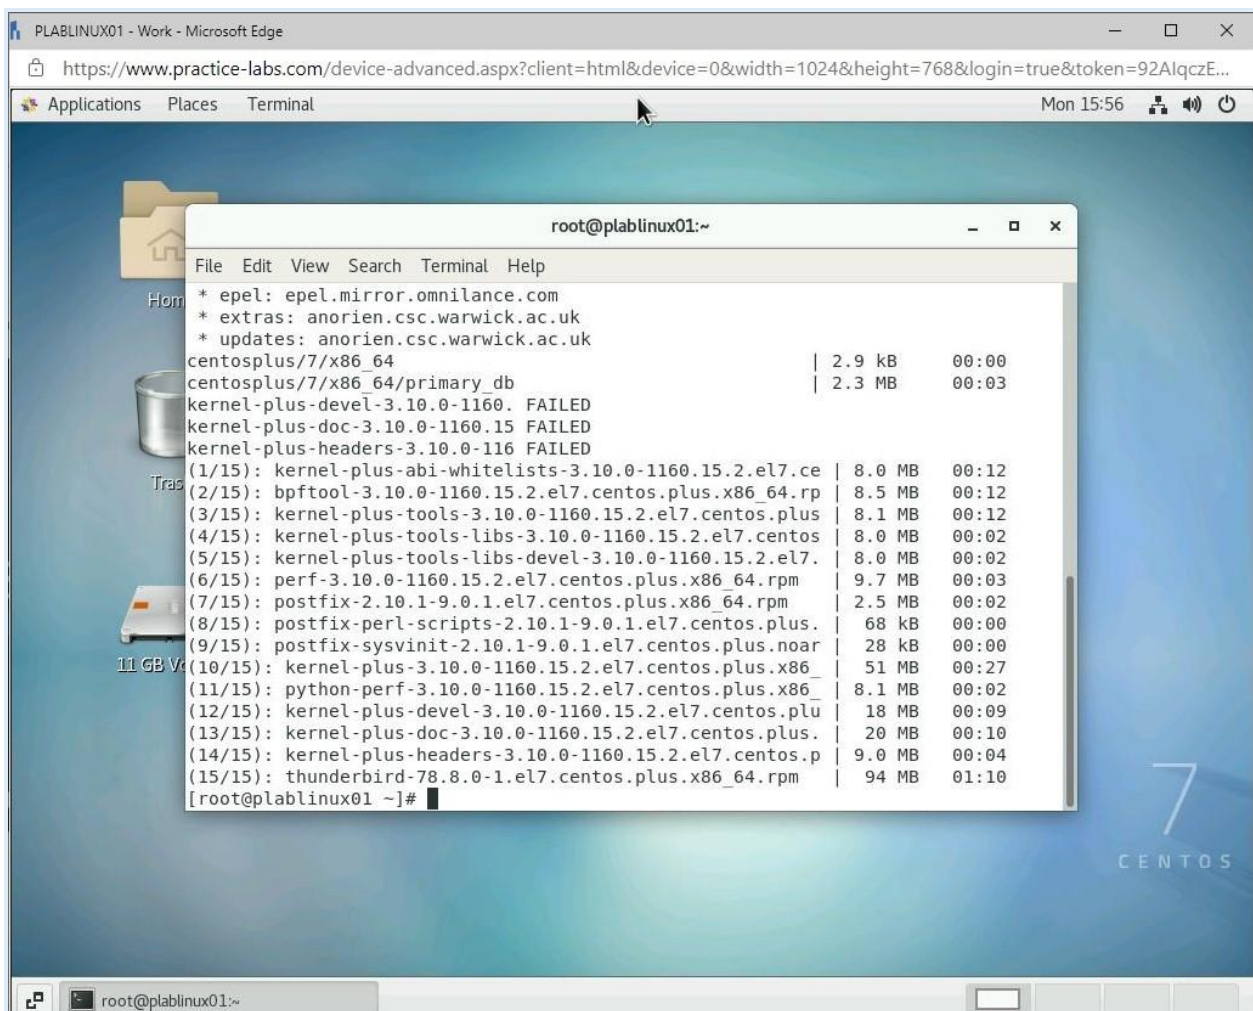 PLABLINUX01 - Work - Microsoft Edge
https://www.practice-labs.com/device-advanced.aspx?client=html&device=0&width=1024&height=768&login=true&token=92AIqczE...
Applications Places Terminal Mon 15:56
root@plablinux01:~
File Edit View Search Terminal Help
* epel: epel.mirror.omnilance.com
* extras: anorien.csc.warwick.ac.uk
* updates: anorien.csc.warwick.ac.uk
centosplus/7/x86_64 | 2.9 kB 00:00
centosplus/7/x86_64/primary_db | 2.3 MB 00:03
kernel-plus-devel-3.10.0-1160. FAILED
kernel-plus-doc-3.10.0-1160.15 FAILED
kernel-plus-headers-3.10.0-116 FAILED
(1/15): kernel-plus-abi-whitelists-3.10.0-1160.15.2.el7.ce | 8.0 MB 00:12
(2/15): bpftool-3.10.0-1160.15.2.el7.centos.plus.x86_64.rp | 8.5 MB 00:12
(3/15): kernel-plus-tools-3.10.0-1160.15.2.el7.centos.plus | 8.1 MB 00:12
(4/15): kernel-plus-tools-libs-3.10.0-1160.15.2.el7.centos | 8.0 MB 00:02
(5/15): kernel-plus-tools-libs-devel-3.10.0-1160.15.2.el7. | 8.0 MB 00:02
(6/15): perf-3.10.0-1160.15.2.el7.centos.plus.x86_64.rpm | 9.7 MB 00:03
(7/15): postfix-2.10.1-9.0.1.el7.centos.plus.x86_64.rpm | 2.5 MB 00:02
(8/15): postfix-perl-scripts-2.10.1-9.0.1.el7.centos.plus. | 68 kB 00:00
(9/15): postfix-sysvinit-2.10.1-9.0.1.el7.centos.plus.noar | 28 kB 00:00
(10/15): kernel-plus-3.10.0-1160.15.2.el7.centos.plus.x86_ | 51 MB 00:27
(11/15): python-perf-3.10.0-1160.15.2.el7.centos.plus.x86_ | 8.1 MB 00:02
(12/15): kernel-plus-devel-3.10.0-1160.15.2.el7.centos.plu | 18 MB 00:09
(13/15): kernel-plus-doc-3.10.0-1160.15.2.el7.centos.plus. | 20 MB 00:10
(14/15): kernel-plus-headers-3.10.0-1160.15.2.el7.centos.p | 9.0 MB 00:04
(15/15): thunderbird-78.8.0-1.el7.centos.plus.x86_64.rpm | 94 MB 01:10
[root@plablinux01 ~]#
Hom
Tras
11 GB Vo
7
CENTOS
root@plablinux01:~